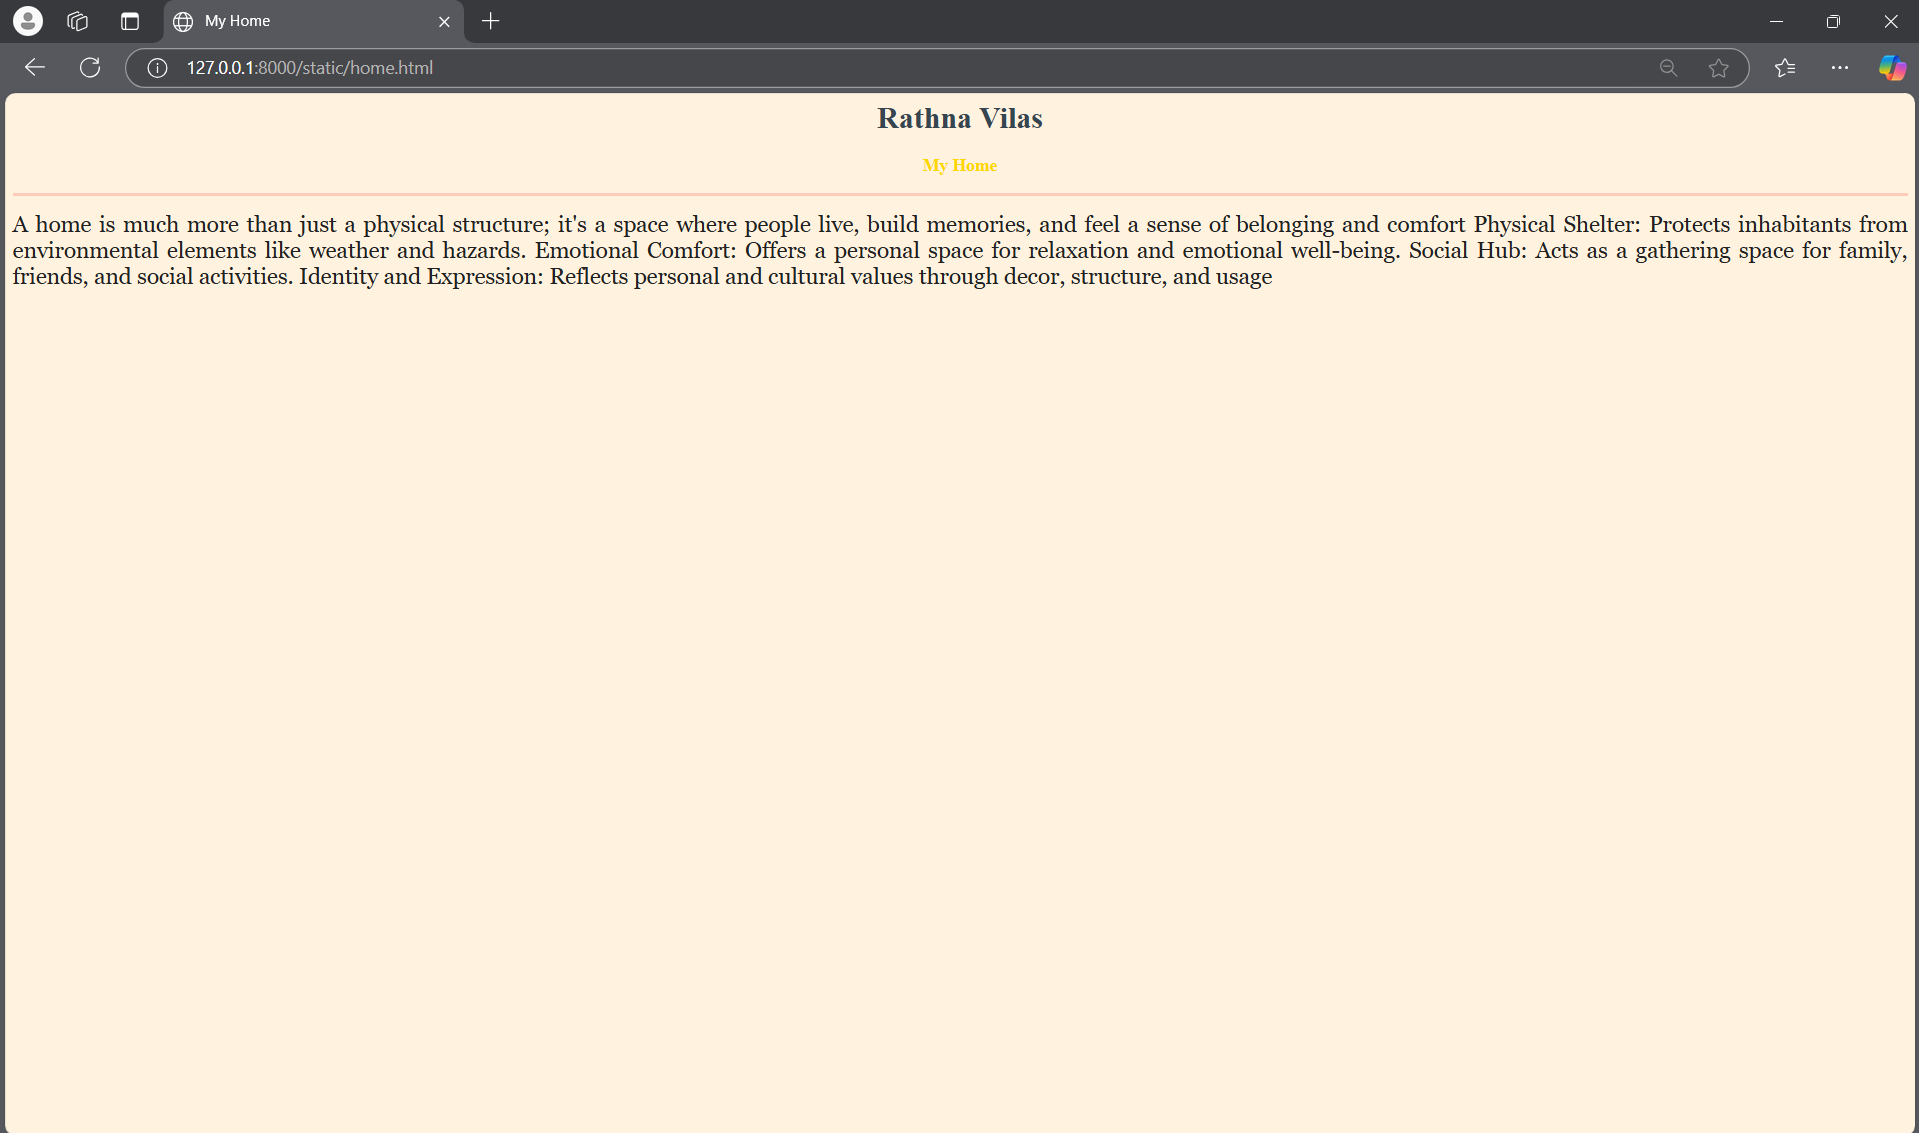 My Home
127.0.0.1:8000/static/home.html
Rathna Vilas
My Home
A home is much more than just a physical structure; it's a space where people live, build memories, and feel a sense of belonging and comfort Physical Shelter: Protects inhabitants from
environmental elements like weather and hazards. Emotional Comfort: Offers a personal space for relaxation and emotional well-being. Social Hub: Acts as a gathering space for family,
friends, and social activities. Identity and Expression: Reflects personal and cultural values through decor, structure, and usage